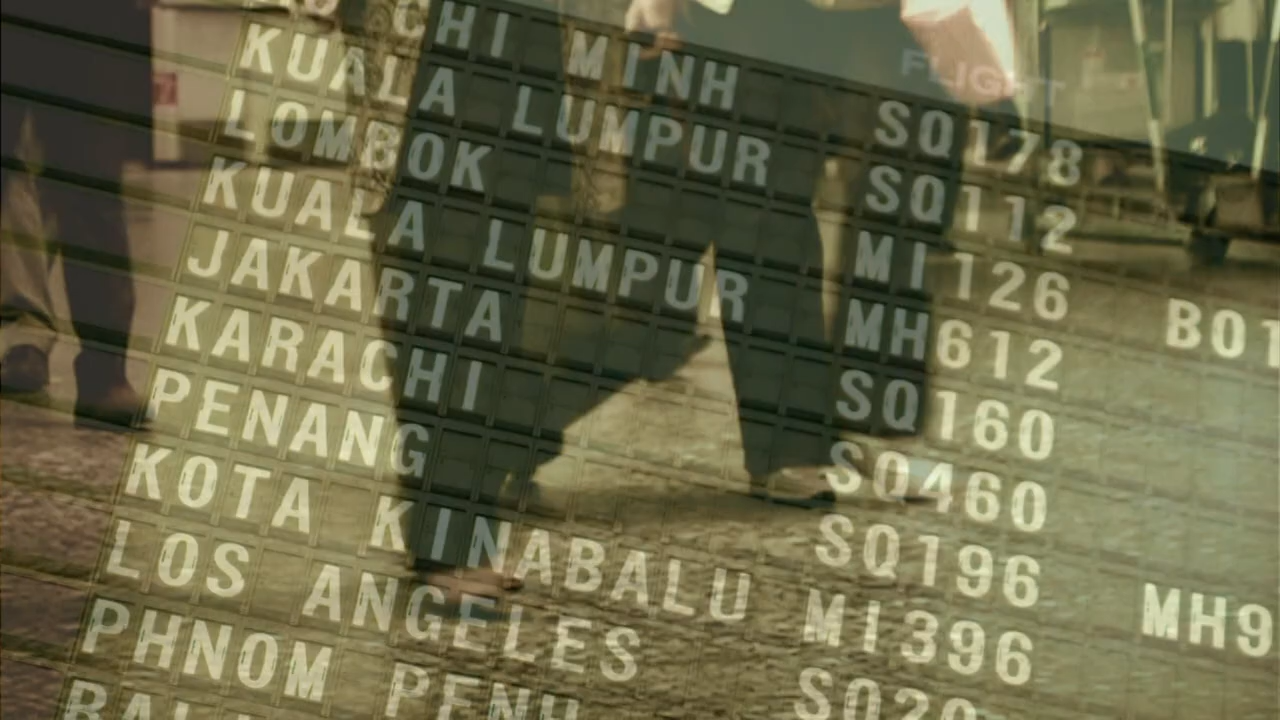 FLIGHT
CHI MINH SQ178
KUALA LUMPUR SQ112
LOMBOK MI126 B01
KUALA LUMPUR MH612
JAKARTA SQ160
KARACHI SQ460
PENANG SQ196 MH9
KOTA KINABALU MI396
LOS ANGELES SQ20
PHNOM PENH